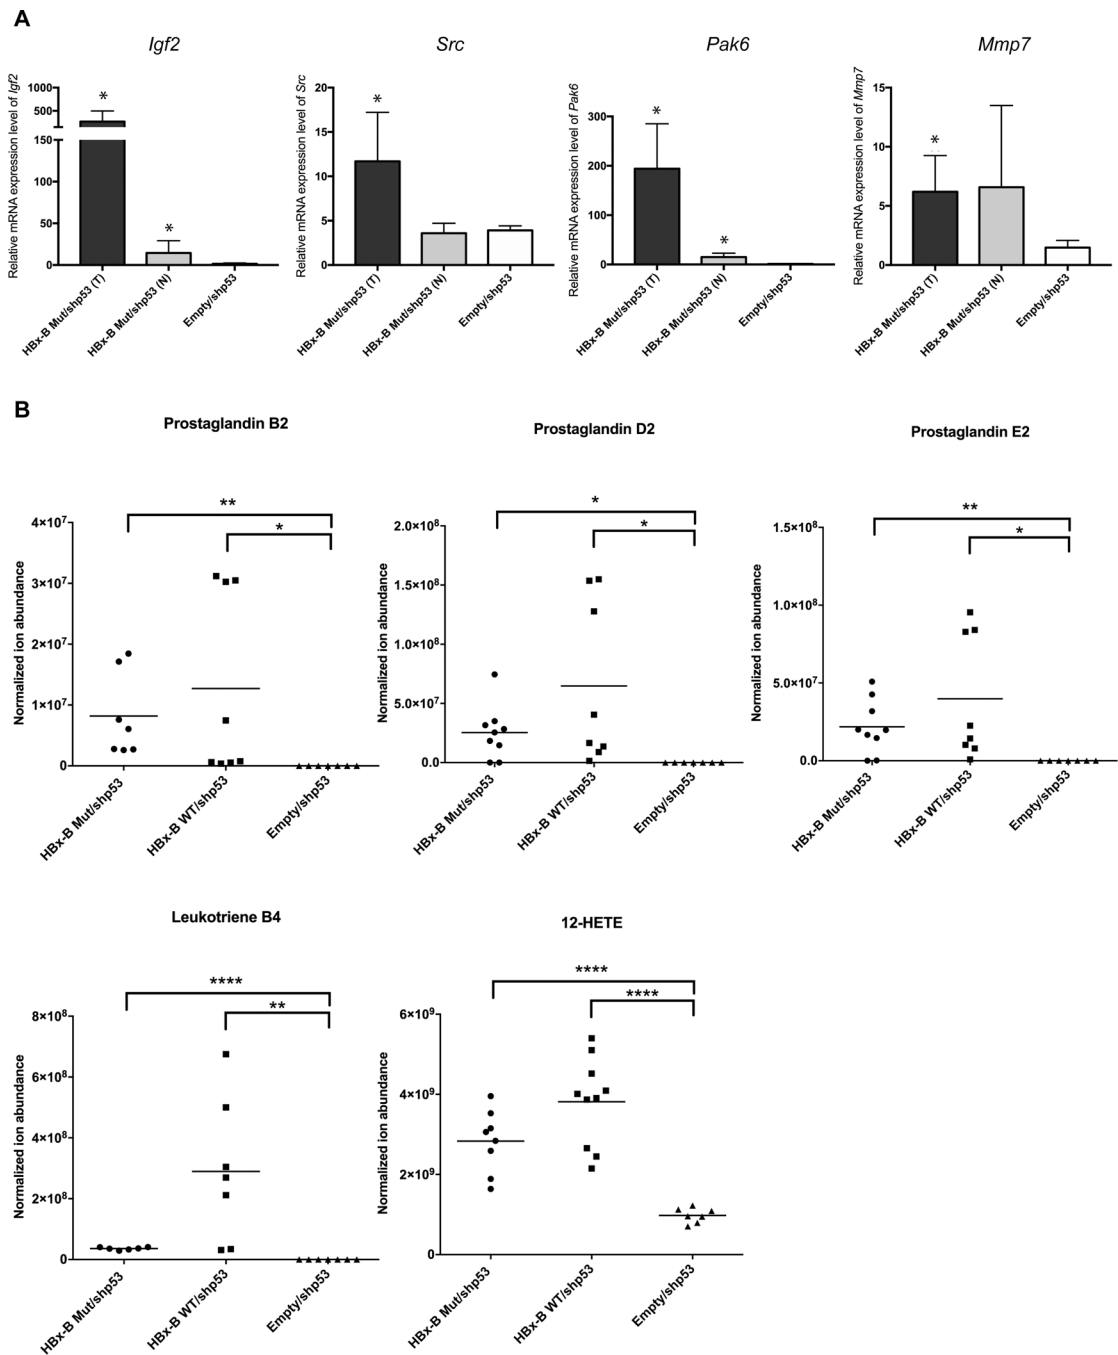 A
Igf2
Src
Pak6
Mmp7
Relative mRNA expression level of Igf2
1000
500
150
100
50
0
*
*
HBx-B Mut/shp53 (T)
HBx-B Mut/shp53 (N)
Empty/shp53
Relative mRNA expression level of Src
20
15
10
5
0
*
HBx-B Mut/shp53 (T)
HBx-B Mut/shp53 (N)
Empty/shp53
Relative mRNA expression level of Pak6
300
200
100
0
*
*
HBx-B Mut/shp53 (T)
HBx-B Mut/shp53 (N)
Empty/shp53
Relative mRNA expression level of Mmp7
15
10
5
0
*
HBx-B Mut/shp53 (T)
HBx-B Mut/shp53 (N)
Empty/shp53
B
Prostaglandin B2
Normalized ion abundance
4×10⁷
3×10⁷
2×10⁷
1×10⁷
0
**
*
HBx-B Mut/shp53
HBx-B WT/shp53
Empty/shp53
Prostaglandin D2
Normalized ion abundance
2.0×10⁸
1.5×10⁸
1.0×10⁸
5.0×10⁷
0.0
*
*
HBx-B Mut/shp53
HBx-B WT/shp53
Empty/shp53
Prostaglandin E2
Normalized ion abundance
1.5×10⁸
1.0×10⁸
5.0×10⁷
0.0
**
*
HBx-B Mut/shp53
HBx-B WT/shp53
Empty/shp53
Leukotriene B4
Normalized ion abundance
8×10⁸
6×10⁸
4×10⁸
2×10⁸
0
****
**
HBx-B Mut/shp53
HBx-B WT/shp53
Empty/shp53
12-HETE
Normalized ion abundance
6×10⁹
4×10⁹
2×10⁹
0
****
****
HBx-B Mut/shp53
HBx-B WT/shp53
Empty/shp53